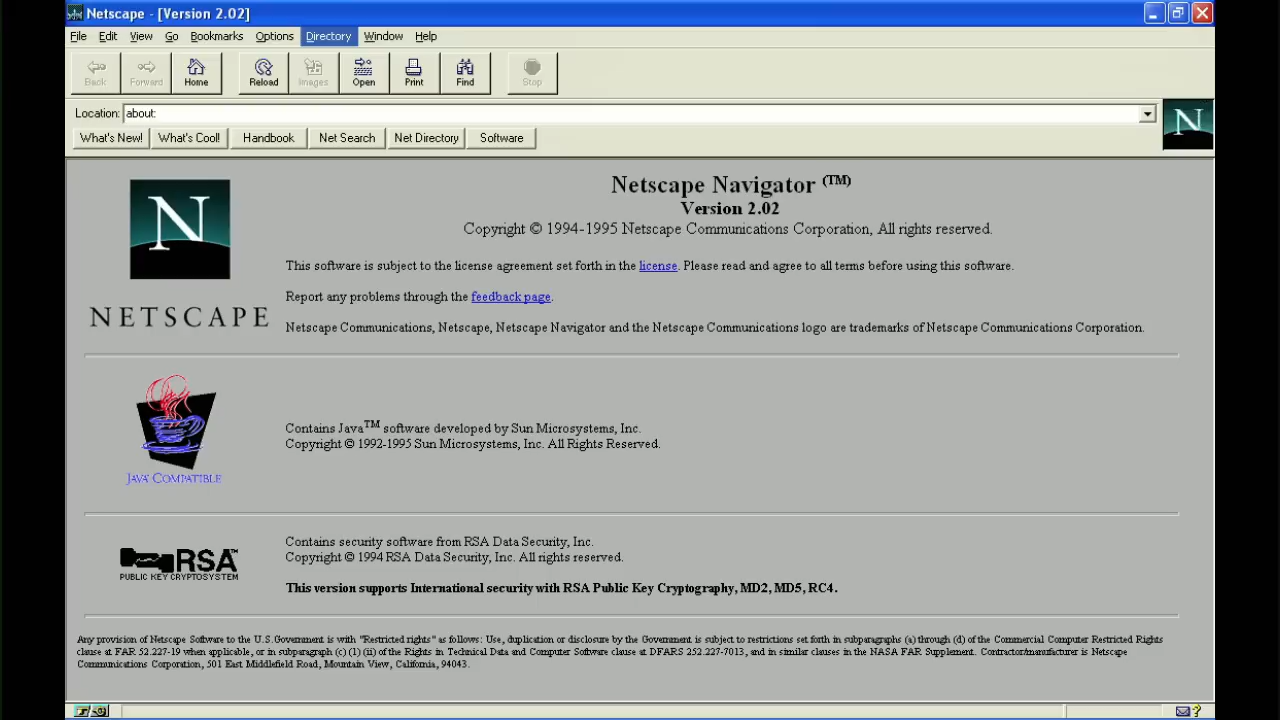 Netscape - [Version 2.02]
File Edit View Go Bookmarks Options Directory Window Help
Back Forward Home Reload Images Open Print Find Stop
Location: about:
What's New! What's Cool! Handbook Net Search Net Directory Software
N
N
NETSCAPE
Netscape Navigator (TM)
Version 2.02
Copyright © 1994-1995 Netscape Communications Corporation, All rights reserved.
This software is subject to the license agreement set forth in the license. Please read and agree to all terms before using this software.
Report any problems through the feedback page.
Netscape Communications, Netscape, Netscape Navigator and the Netscape Communications logo are trademarks of Netscape Communications Corporation.
JAVA COMPATIBLE
Contains Java™ software developed by Sun Microsystems, Inc.
Copyright © 1992-1995 Sun Microsystems, Inc. All Rights Reserved.
RSA™
PUBLIC KEY CRYPTOSYSTEM
Contains security software from RSA Data Security, Inc.
Copyright © 1994 RSA Data Security, Inc. All rights reserved.
This version supports International security with RSA Public Key Cryptography, MD2, MD5, RC4.
Any provision of Netscape Software to the U.S.Government is with "Restricted rights" as follows: Use, duplication or disclosure by the Government is subject to restrictions set forth in subparagraphs (a) through (d) of the Commercial Computer Restricted Rights
clause at FAR 52.227-19 when applicable, or in subparagraph (c) (1) (ii) of the Rights in Technical Data and Computer Software clause at DFARS 252.227-7013, and in similar clauses in the NASA FAR Supplement. Contractor/manufacturer is Netscape
Communications Corporation, 501 East Middlefield Road, Mountain View, California, 94043.
?